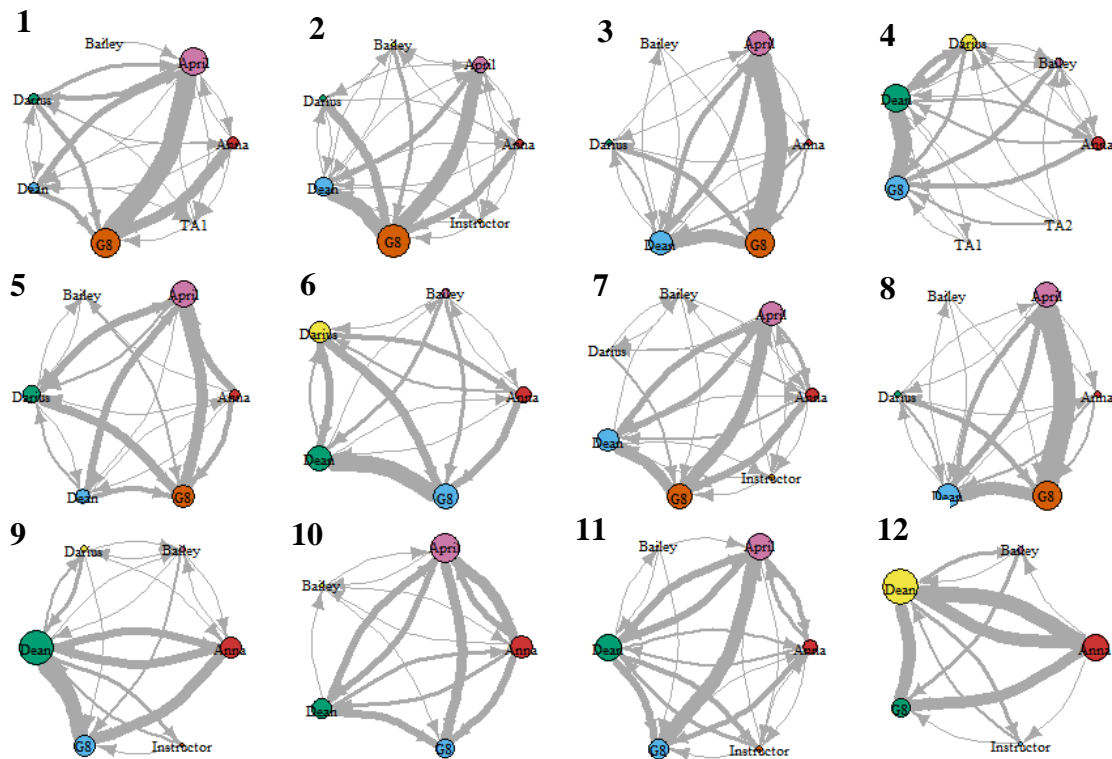 1
Bailey
April
Darius
Anna
Dean
TA1
G8
2
Bailey
April
Darius
Anna
Dean
Instructor
G8
3
Bailey
April
Darius
Anna
Dean
G8
4
Darius
Bailey
Dean
Anna
G8
TA2
TA1
5
Bailey
April
Darius
Anna
Dean
G8
6
Bailey
Darius
Anna
Dean
G8
7
Bailey
April
Darius
Anna
Dean
Instructor
G8
8
Bailey
April
Darius
Anna
Dean
G8
9
Darius
Bailey
Dean
Anna
G8
Instructor
10
April
Bailey
Anna
Dean
G8
11
Bailey
April
Dean
Anna
G8
Instructor
12
Bailey
Dean
Anna
G8
Instructor